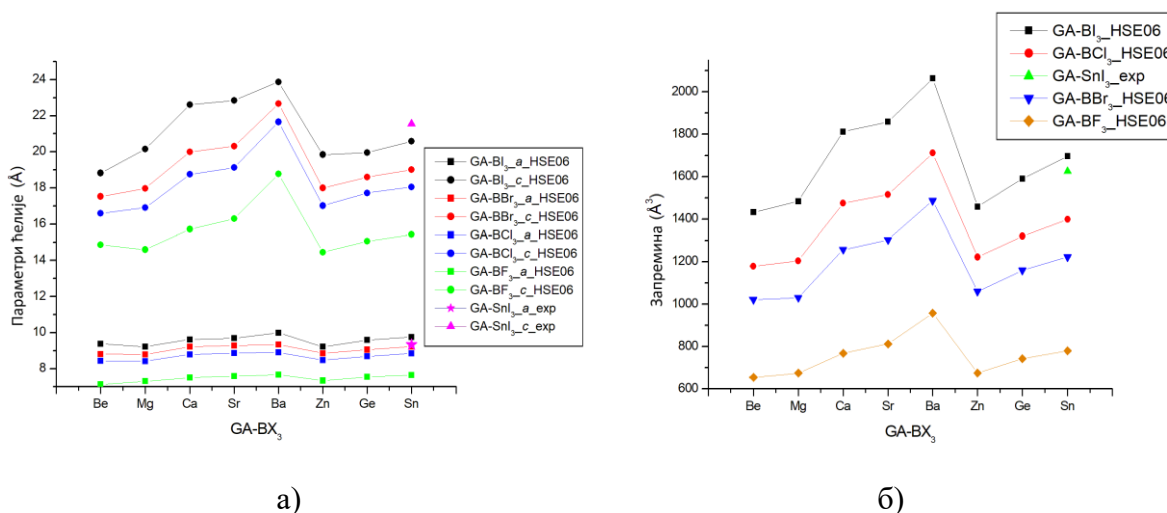 24
22
20
18
16
14
12
10
8
Параметри ћелије (Å)
Be Mg Ca Sr Ba Zn Ge Sn
GA-BX₃
GA-BI₃_a_HSE06
GA-BI₃_c_HSE06
GA-BBr₃_a_HSE06
GA-BBr₃_c_HSE06
GA-BCl₃_a_HSE06
GA-BCl₃_c_HSE06
GA-BF₃_a_HSE06
GA-BF₃_c_HSE06
GA-SnI₃_a_exp
GA-SnI₃_c_exp
а)
GA-BI₃_HSE06
GA-BCl₃_HSE06
GA-SnI₃_exp
GA-BBr₃_HSE06
GA-BF₃_HSE06
2000
1800
1600
1400
1200
1000
800
600
Запремина (Å³)
Be Mg Ca Sr Ba Zn Ge Sn
GA-BX₃
б)